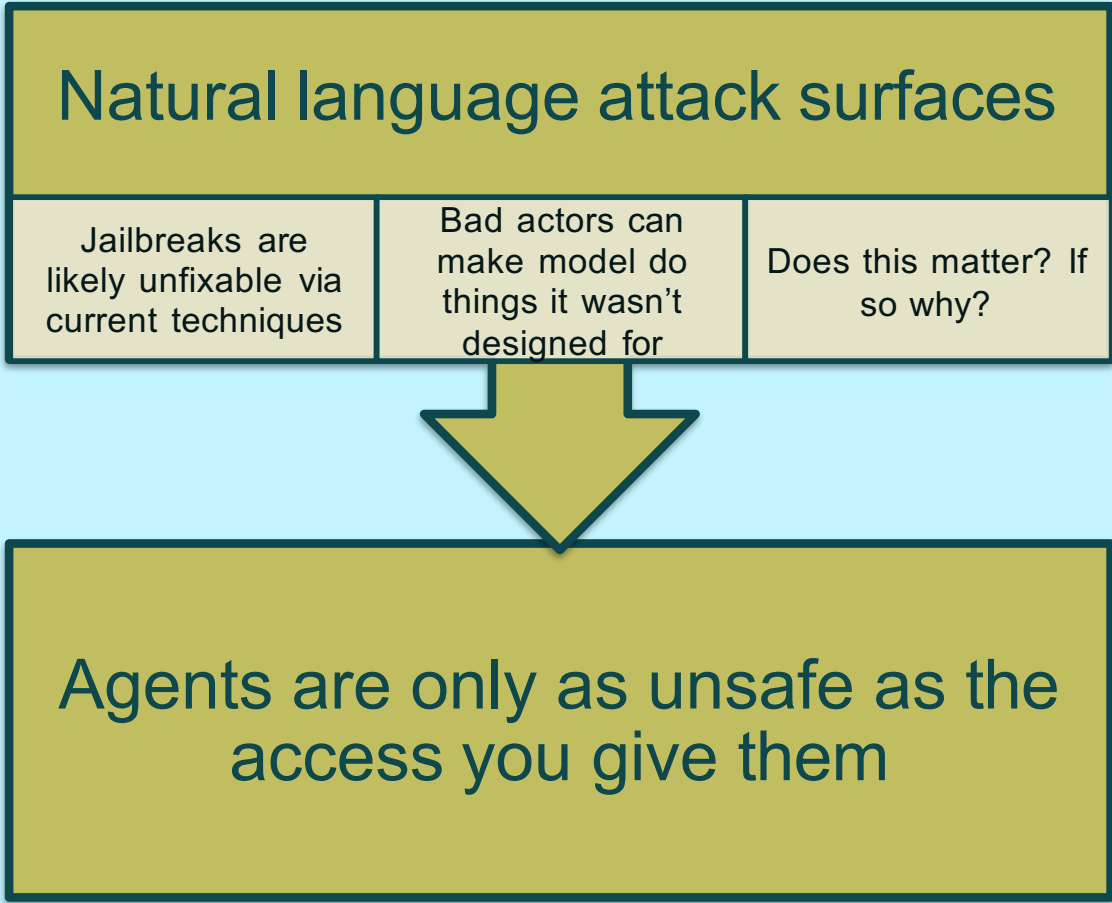 Natural language attack surfaces
Jailbreaks are
likely unfixable via
current techniques
Bad actors can
make model do
things it wasn’t
designed for
Does this matter? If
so why?
Agents are only as unsafe as the
access you give them